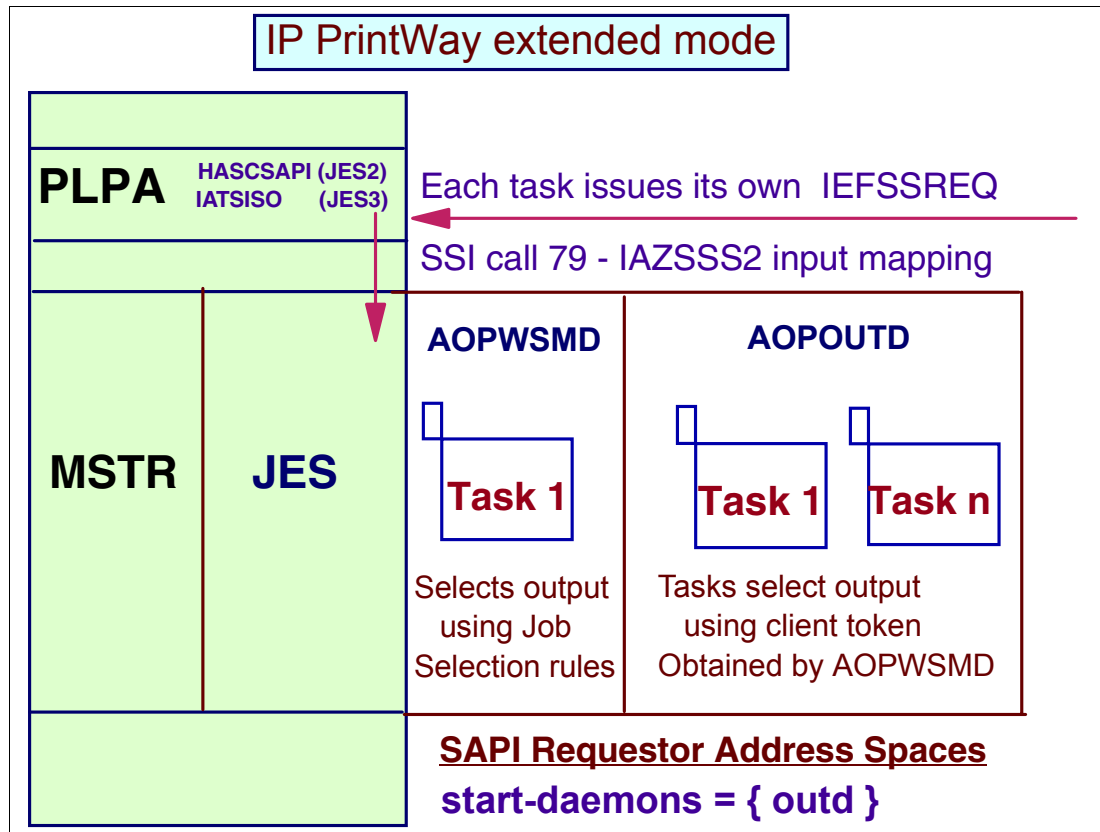 IP PrintWay extended mode
PLPA
HASCSAPI (JES2)
IATSISO (JES3)
Each task issues its own IEFSSREQ
SSI call 79 - IAZSSS2 input mapping
MSTR
JES
AOPWSMD
Task 1
Selects output
using Job
Selection rules
AOPOUTD
Task 1
Task n
Tasks select output
using client token
Obtained by AOPWSMD
SAPI Requestor Address Spaces
start-daemons = { outd }